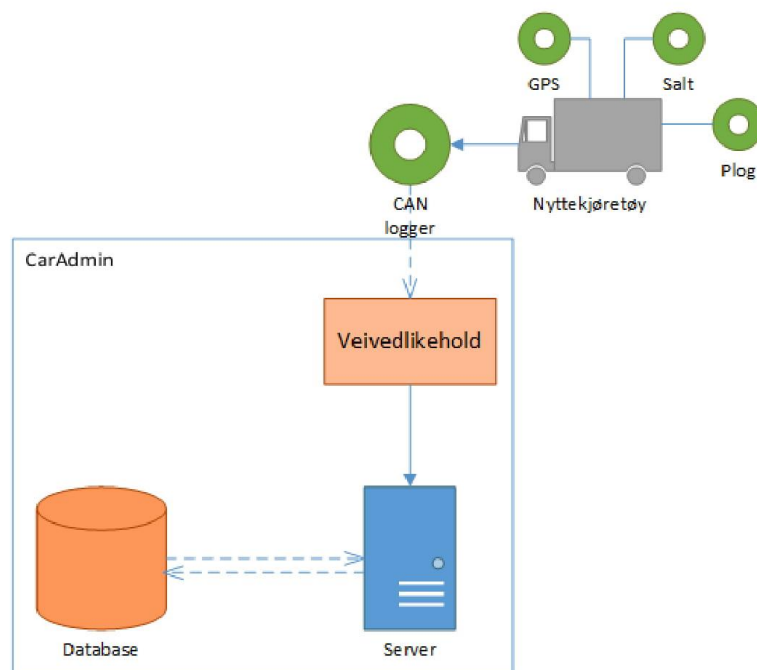 GPS
Salt
Plog
Nyttekjøretøy
CAN
logger
CarAdmin
Veivedlikehold
Database
Server